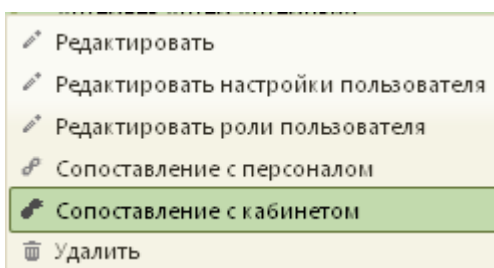 Редактировать
Редактировать настройки пользователя
Редактировать роли пользователя
Сопоставление с персоналом
Сопоставление с кабинетом
Удалить